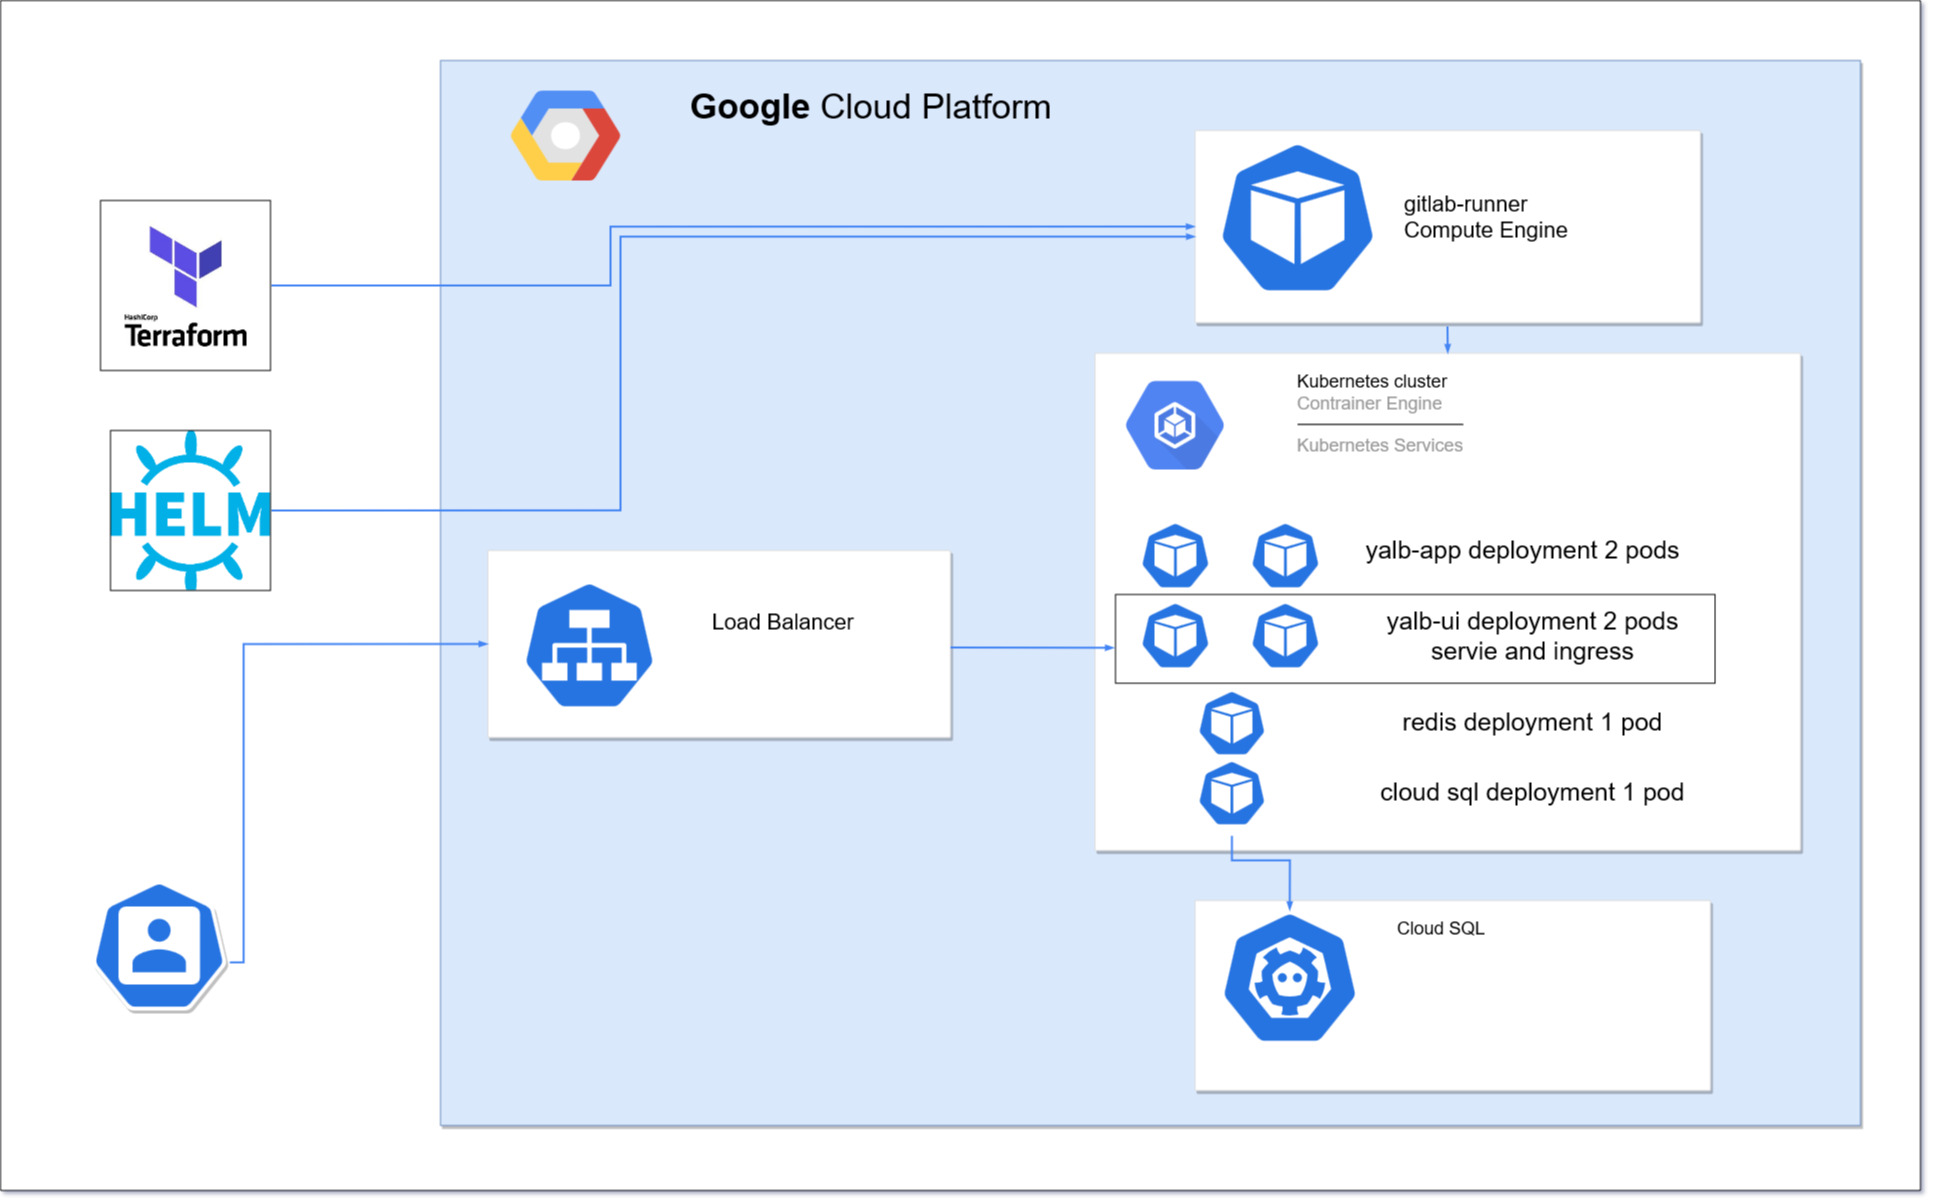 Google Cloud Platform
gitlab-runner
Compute Engine
HashiCorp
Terraform
Kubernetes cluster
Contrainer Engine
Kubernetes Services
HELM
yalb-app deployment 2 pods
Load Balancer
yalb-ui deployment 2 pods
servie and ingress
redis deployment 1 pod
cloud sql deployment 1 pod
Cloud SQL